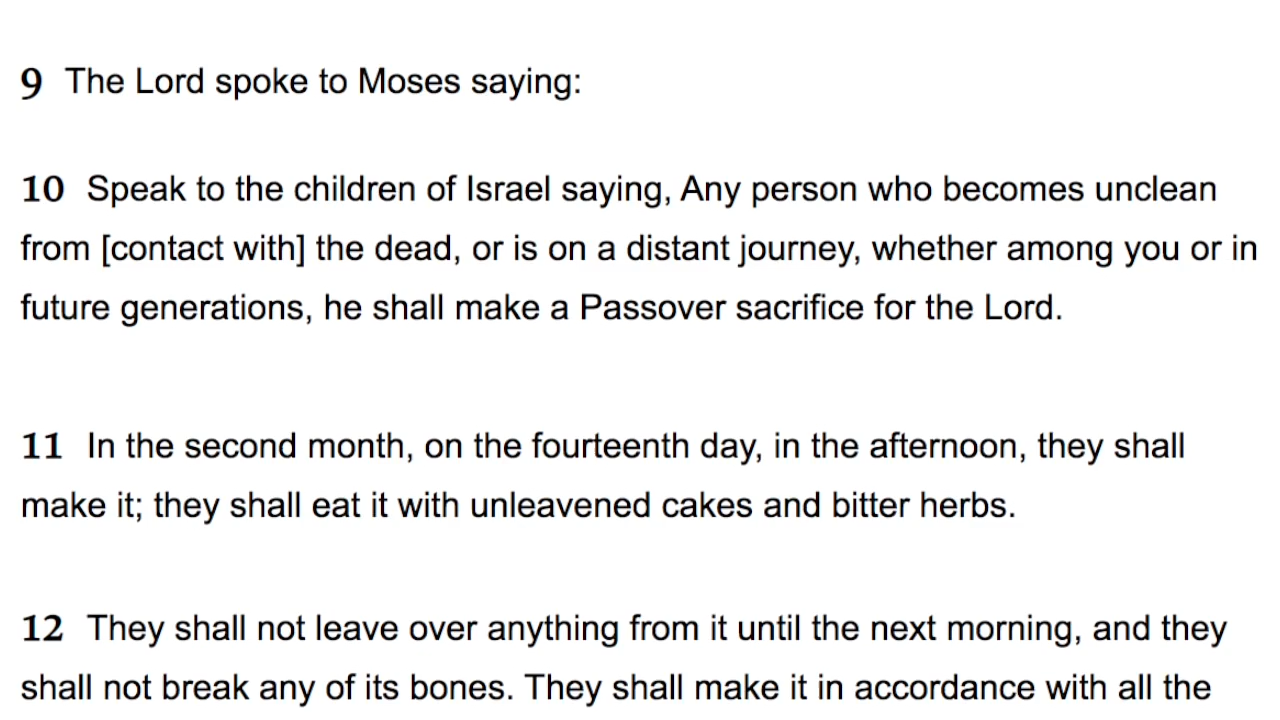 9 The Lord spoke to Moses saying:
10 Speak to the children of Israel saying, Any person who becomes unclean
from [contact with] the dead, or is on a distant journey, whether among you or in
future generations, he shall make a Passover sacrifice for the Lord.
11 In the second month, on the fourteenth day, in the afternoon, they shall
make it; they shall eat it with unleavened cakes and bitter herbs.
12 They shall not leave over anything from it until the next morning, and they
shall not break any of its bones. They shall make it in accordance with all the